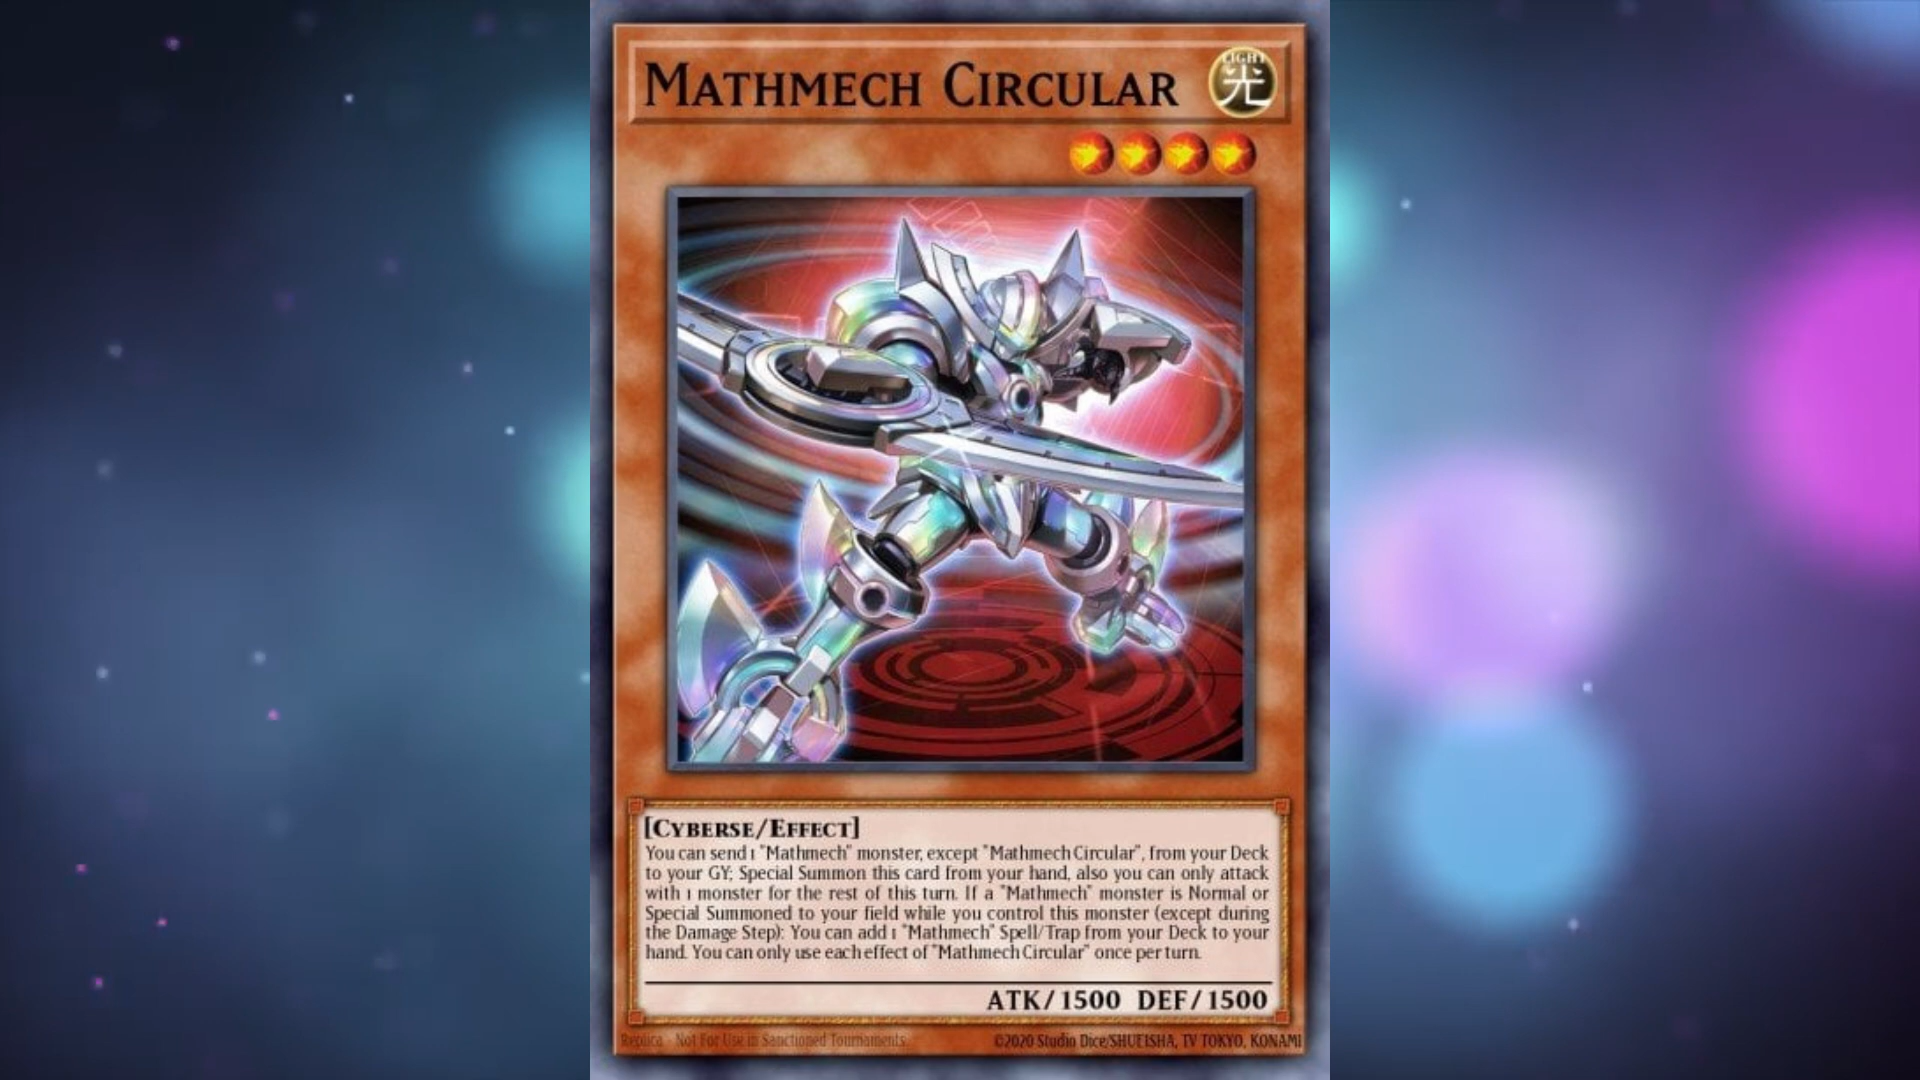 MATHMECH CIRCULAR
LIGHT
光
[CYBERSE/EFFECT]
You can send 1 "Mathmech" monster, except "Mathmech Circular", from your Deck
to your GY; Special Summon this card from your hand, also you can only attack
with 1 monster for the rest of this turn. If a "Mathmech" monster is Normal or
Special Summoned to your field while you control this monster (except during
the Damage Step): You can add 1 "Mathmech" Spell/Trap from your Deck to your
hand. You can only use each effect of "Mathmech Circular" once per turn.
ATK/1500 DEF/1500
Replica - Not For Use in Sanctioned Tournaments
©2020 Studio Dice/SHUEISHA, TV TOKYO, KONAMI